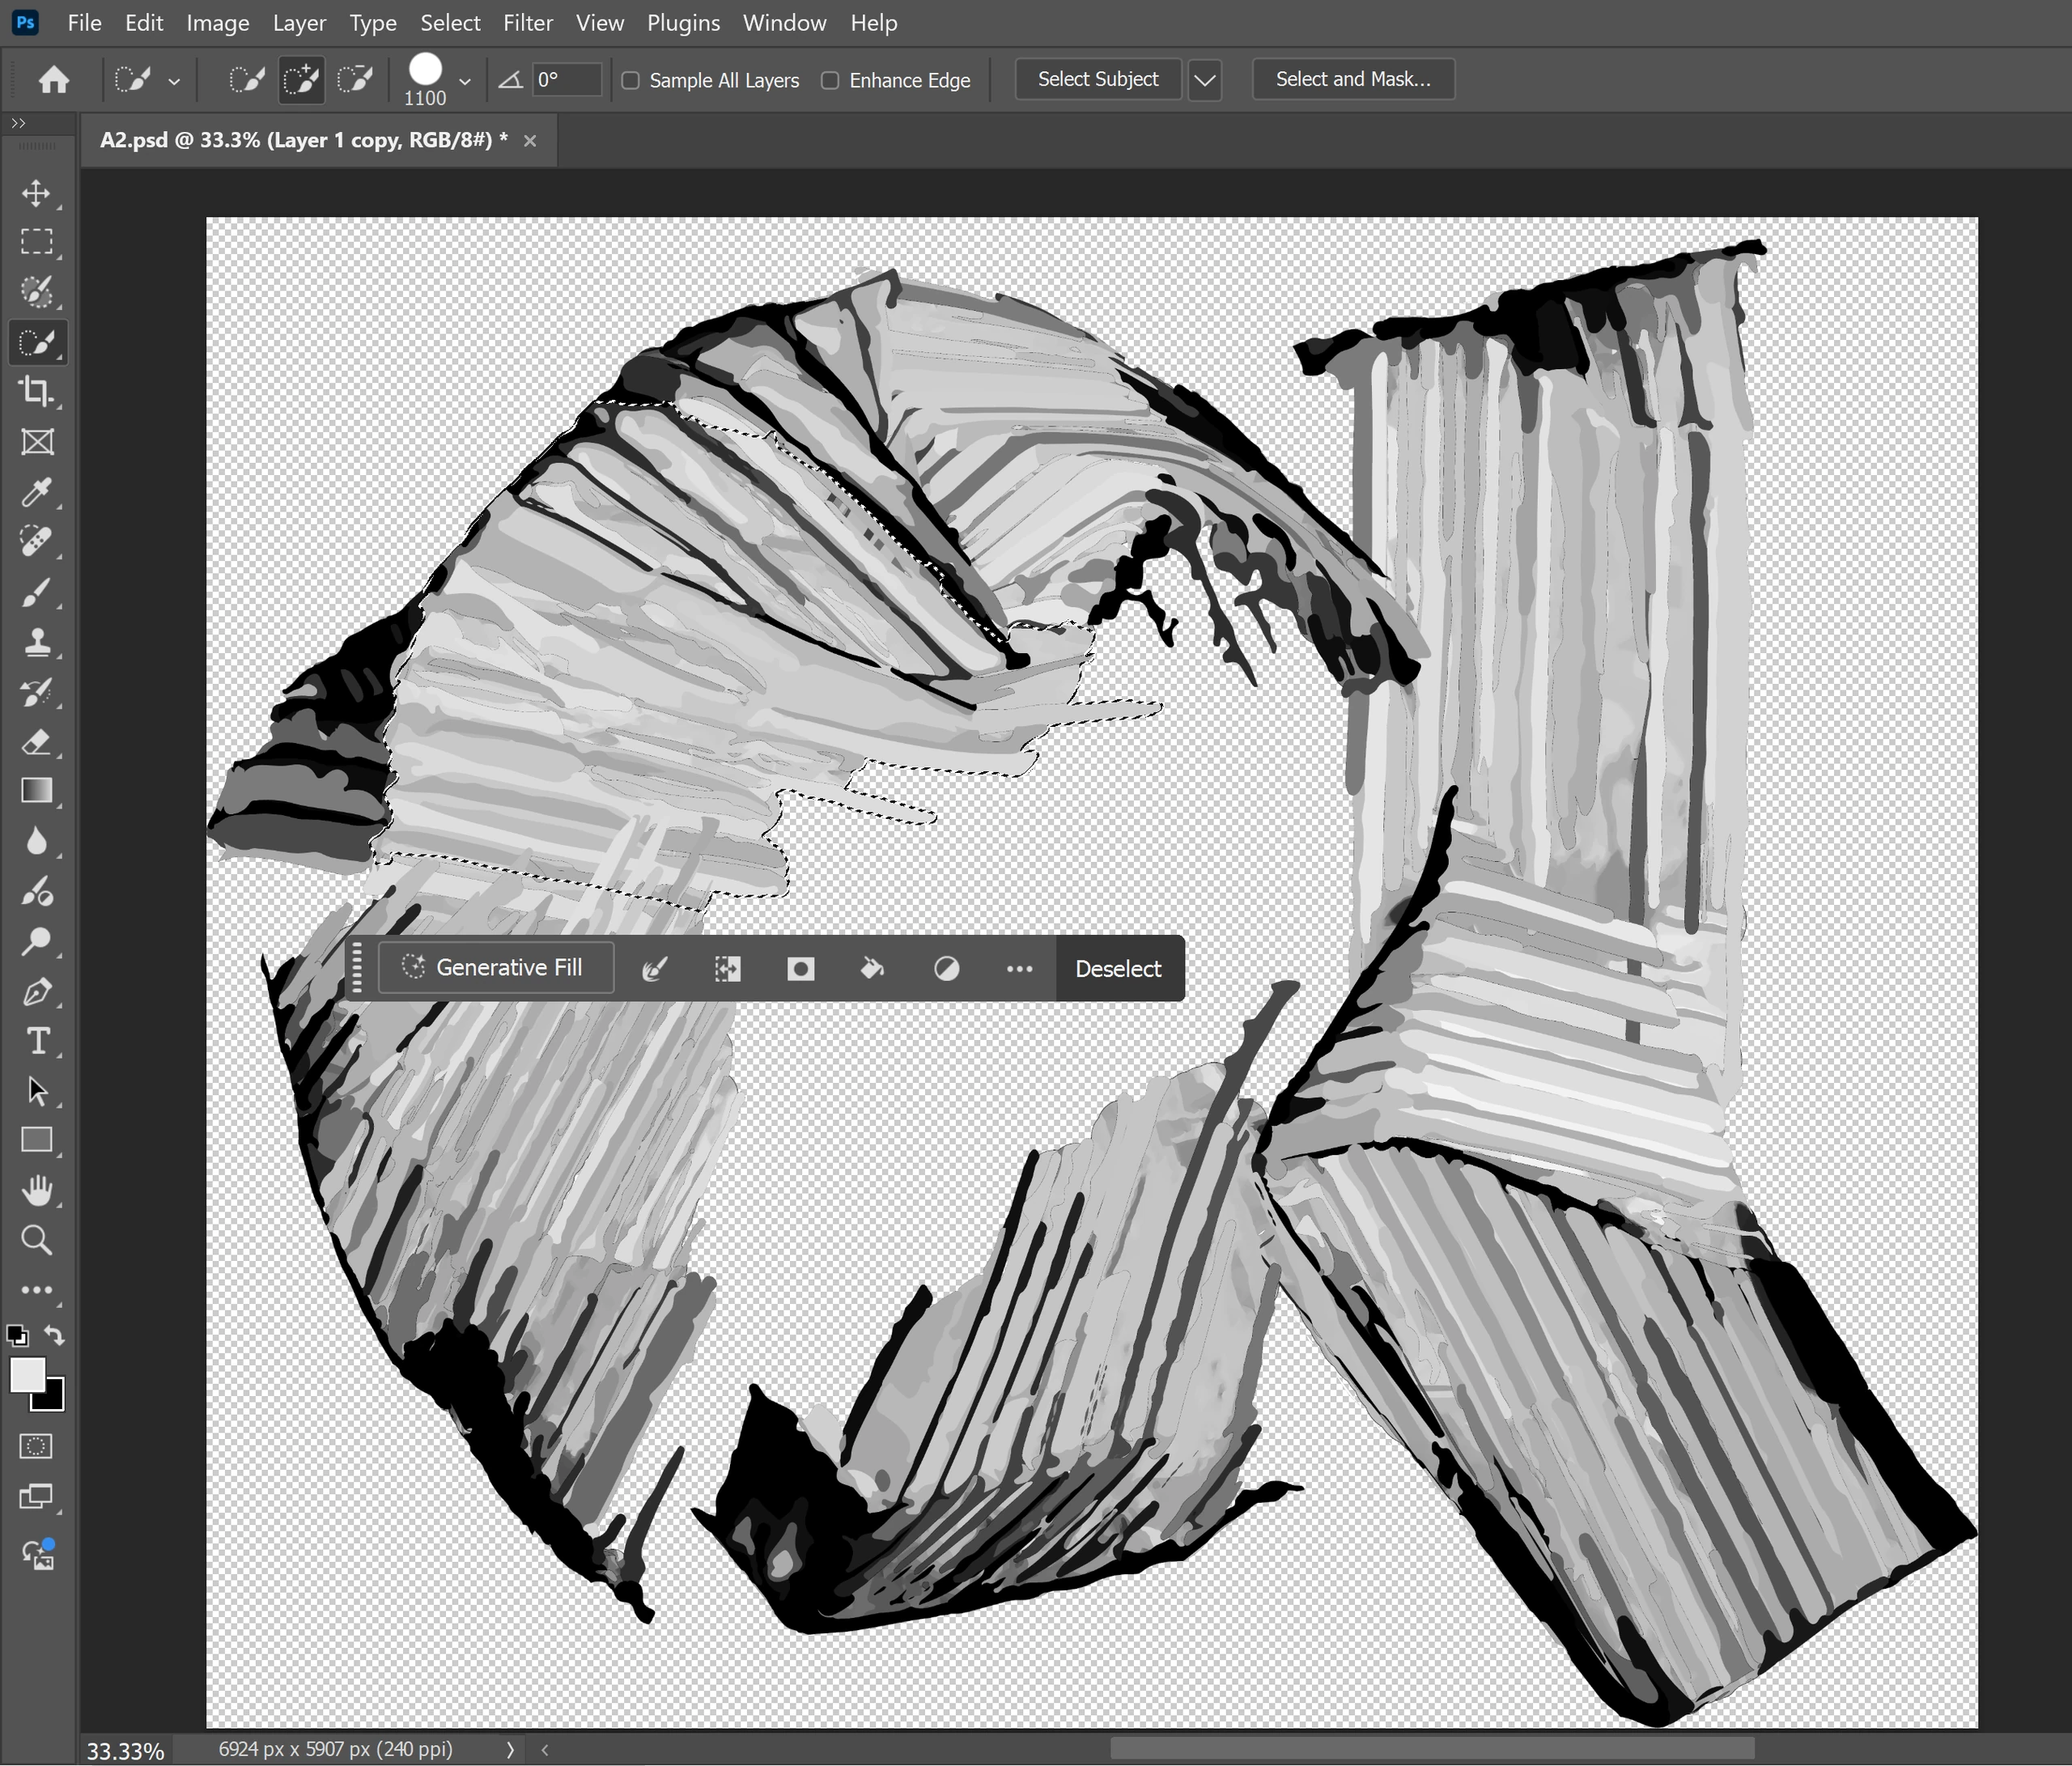 Ps File Edit Image Layer Type Select Filter View Plugins Window Help
1100 0° Sample All Layers Enhance Edge Select Subject Select and Mask...
A2.psd @ 33.3% (Layer 1 copy, RGB/8#) *
Generative Fill Deselect
33.33% 6924 px x 5907 px (240 ppi)